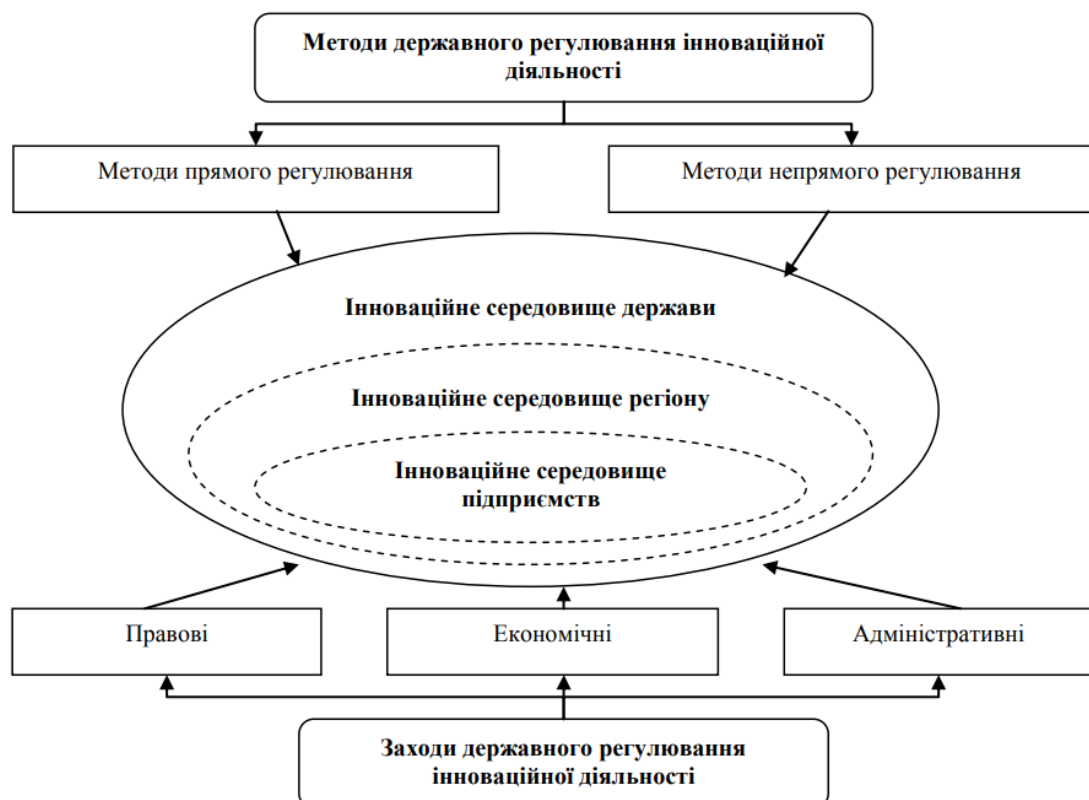 Методи державного регулювання інноваційної
діяльності
Методи прямого регулювання
Методи непрямого регулювання
Інноваційне середовище держави
Інноваційне середовище регіону
Інноваційне середовище
підприємств
Правові
Економічні
Адміністративні
Заходи державного регулювання
інноваційної діяльності